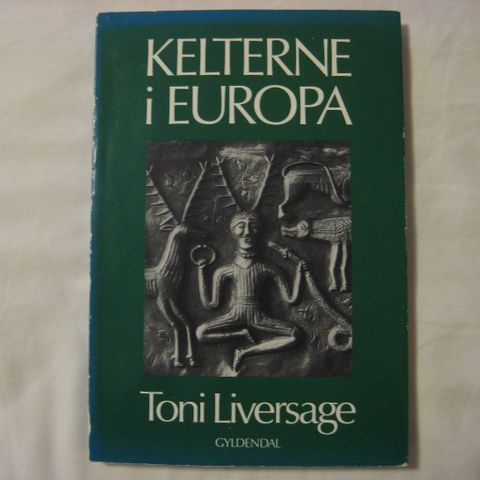 KELTERNE
i EUROPA
Toni Liversage
GYLDENDAL